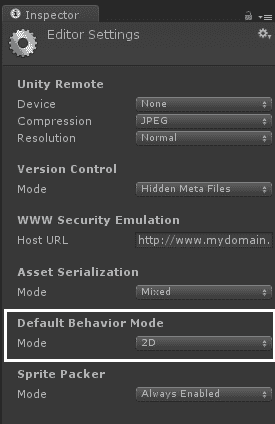 Inspector
Editor Settings
Unity Remote
Device None
Compression JPEG
Resolution Normal
Version Control
Mode Hidden Meta Files
WWW Security Emulation
Host URL http://www.mydomain.
Asset Serialization
Mode Mixed
Default Behavior Mode
Mode 2D
Sprite Packer
Mode Always Enabled